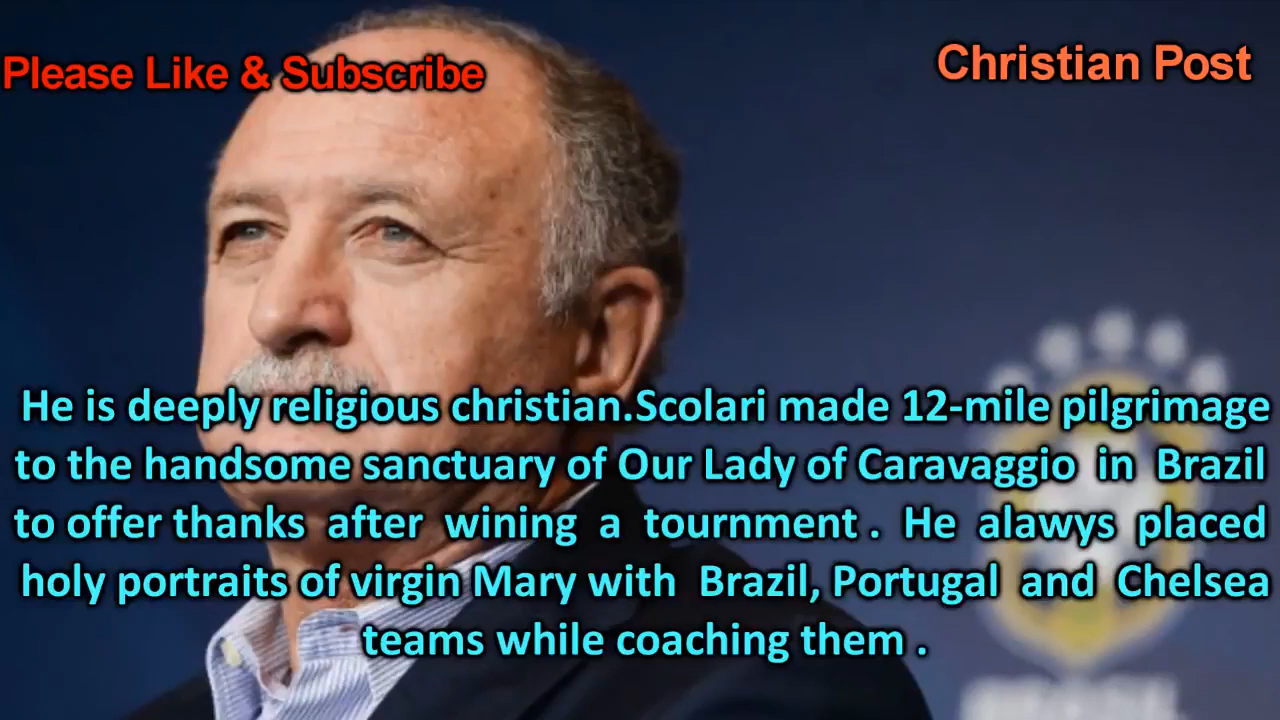 Please Like & Subscribe
Christian Post
He is deeply religious christian.Scolari made 12-mile pilgrimage
to the handsome sanctuary of Our Lady of Caravaggio in Brazil
to offer thanks after wining a tournment . He alawys placed
holy portraits of virgin Mary with Brazil, Portugal and Chelsea
teams while coaching them .